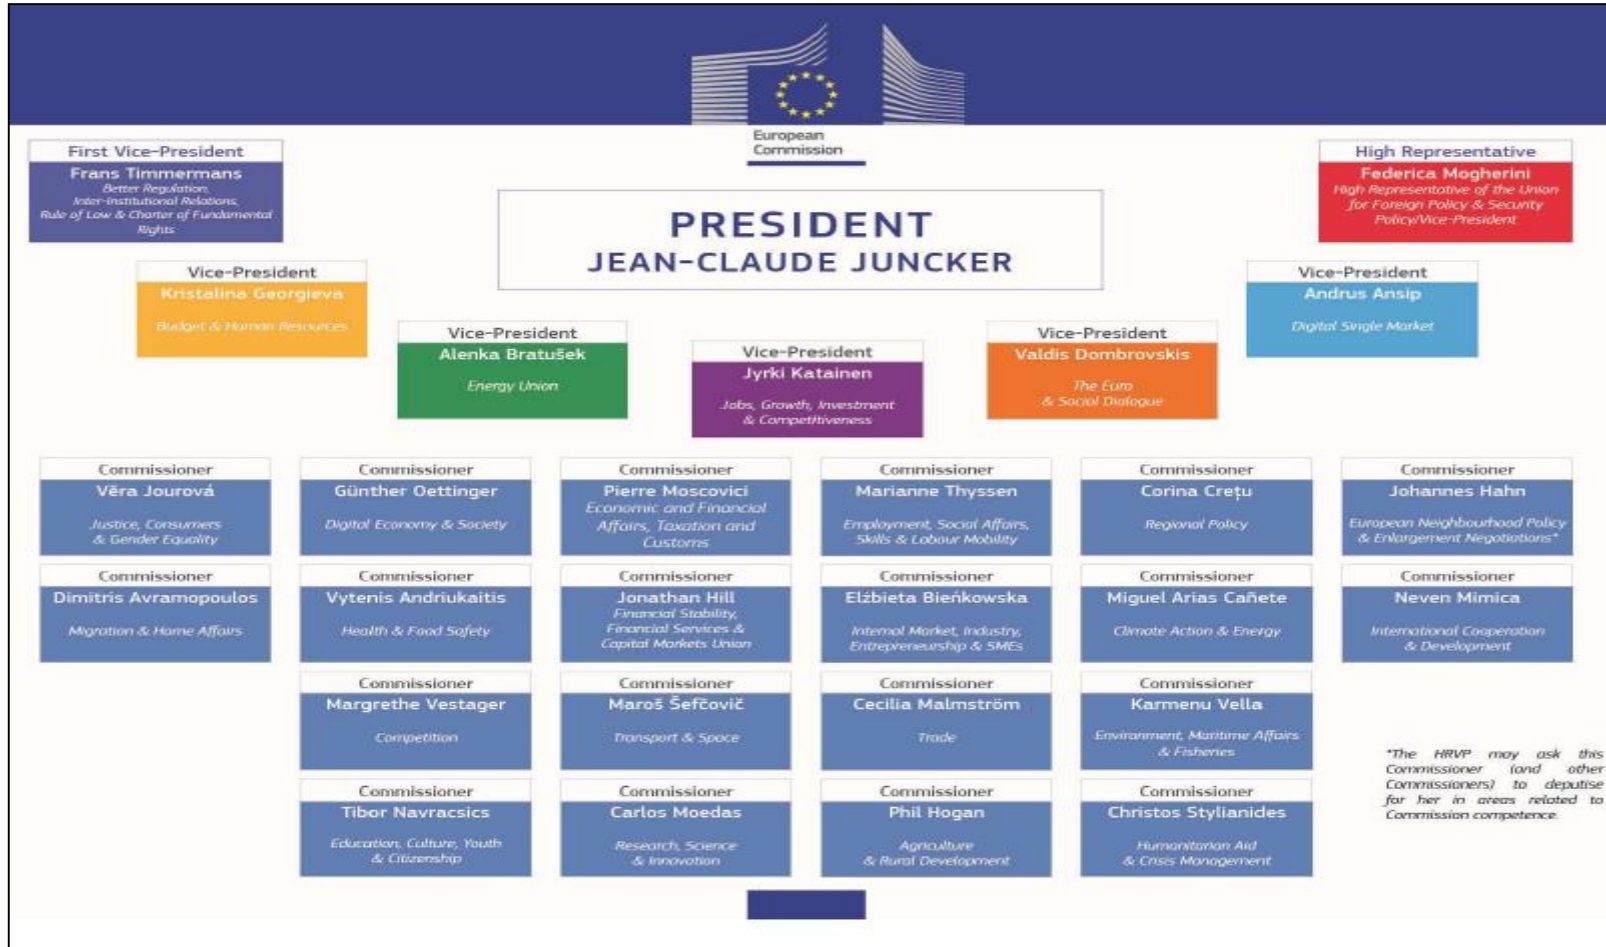 European
Commission
First Vice-President
Frans Timmermans
Better Regulation,
Inter-Institutional Relations,
Rule of Law & Charter of Fundamental
Rights
High Representative
Federica Mogherini
High Representative of the Union
for Foreign Policy & Security
Policy/Vice-President
PRESIDENT
JEAN-CLAUDE JUNCKER
Vice-President
Kristalina Georgieva
Budget & Human Resources
Vice-President
Andrus Ansip
Digital Single Market
Vice-President
Alenka Bratušek
Energy Union
Vice-President
Jyrki Katainen
Jobs, Growth, Investment
& Competitiveness
Vice-President
Valdis Dombrovskis
The Euro
& Social Dialogue
Commissioner
Věra Jourová
Justice, Consumers
& Gender Equality
Commissioner
Günther Oettinger
Digital Economy & Society
Commissioner
Pierre Moscovici
Economic and Financial
Affairs, Taxation and
Customs
Commissioner
Marianne Thyssen
Employment, Social Affairs,
Skills & Labour Mobility
Commissioner
Corina Crețu
Regional Policy
Commissioner
Johannes Hahn
European Neighbourhood Policy
& Enlargement Negotiations*
Commissioner
Dimitris Avramopoulos
Migration & Home Affairs
Commissioner
Vytenis Andriukaitis
Health & Food Safety
Commissioner
Jonathan Hill
Financial Stability,
Financial Services &
Capital Markets Union
Commissioner
Elżbieta Bieńkowska
Internal Market, Industry,
Entrepreneurship & SMEs
Commissioner
Miguel Arias Cañete
Climate Action & Energy
Commissioner
Neven Mimica
International Cooperation
& Development
Commissioner
Margrethe Vestager
Competition
Commissioner
Maroš Šefčovič
Transport & Space
Commissioner
Cecilia Malmström
Trade
Commissioner
Karmenu Vella
Environment, Maritime Affairs
& Fisheries
Commissioner
Tibor Navracsics
Education, Culture, Youth
& Citizenship
Commissioner
Carlos Moedas
Research, Science
& Innovation
Commissioner
Phil Hogan
Agriculture
& Rural Development
Commissioner
Christos Stylianides
Humanitarian Aid
& Crisis Management
*The HRVP may ask this
Commissioner (and other
Commissioners) to deputise
for her in areas related to
Commission competence.